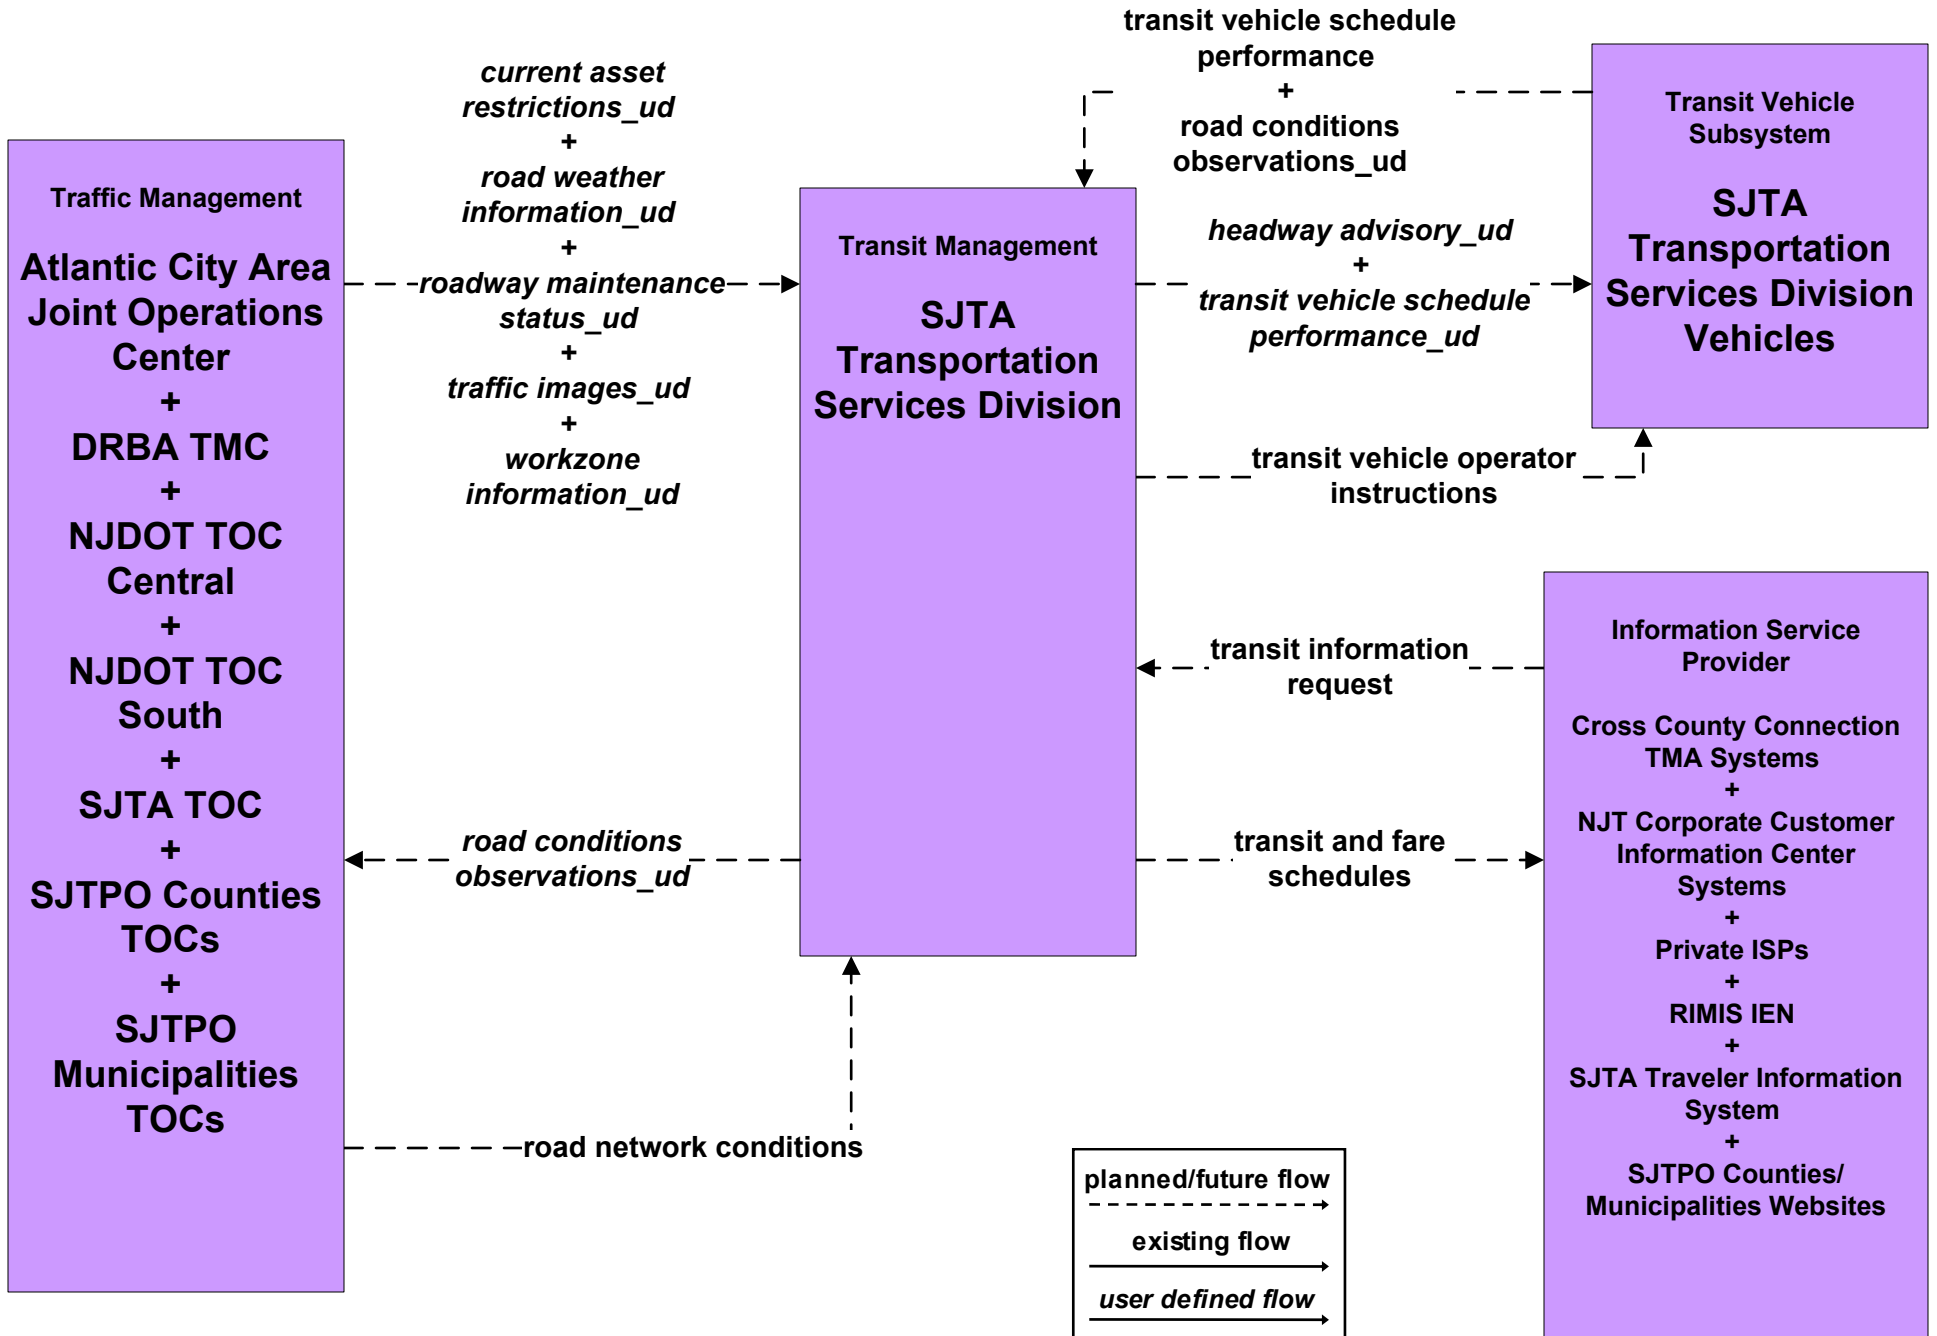 Traffic Management
Atlantic City Area
Joint Operations
Center
+
DRBA TMC
+
NJDOT TOC
Central
+
NJDOT TOC
South
+
SJTA TOC
+
SJTPO Counties
TOCs
+
SJTPO
Municipalities
TOCs
current asset
restrictions_ud
+
road weather
information_ud
+
roadway maintenance
status_ud
+
traffic images_ud
+
workzone
information_ud
road conditions
observations_ud
road network conditions
Transit Management
SJTA
Transportation
Services Division
transit vehicle schedule
performance
+
road conditions
observations_ud
headway advisory_ud
+
transit vehicle schedule
performance_ud
transit vehicle operator
instructions
transit information
request
transit and fare
schedules
Transit Vehicle
Subsystem
SJTA
Transportation
Services Division
Vehicles
Information Service
Provider
Cross County Connection
TMA Systems
+
NJT Corporate Customer
Information Center
Systems
+
Private ISPs
+
RIMIS IEN
+
SJTA Traveler Information
System
+
SJTPO Counties/
Municipalities Websites
planned/future flow
existing flow
user defined flow